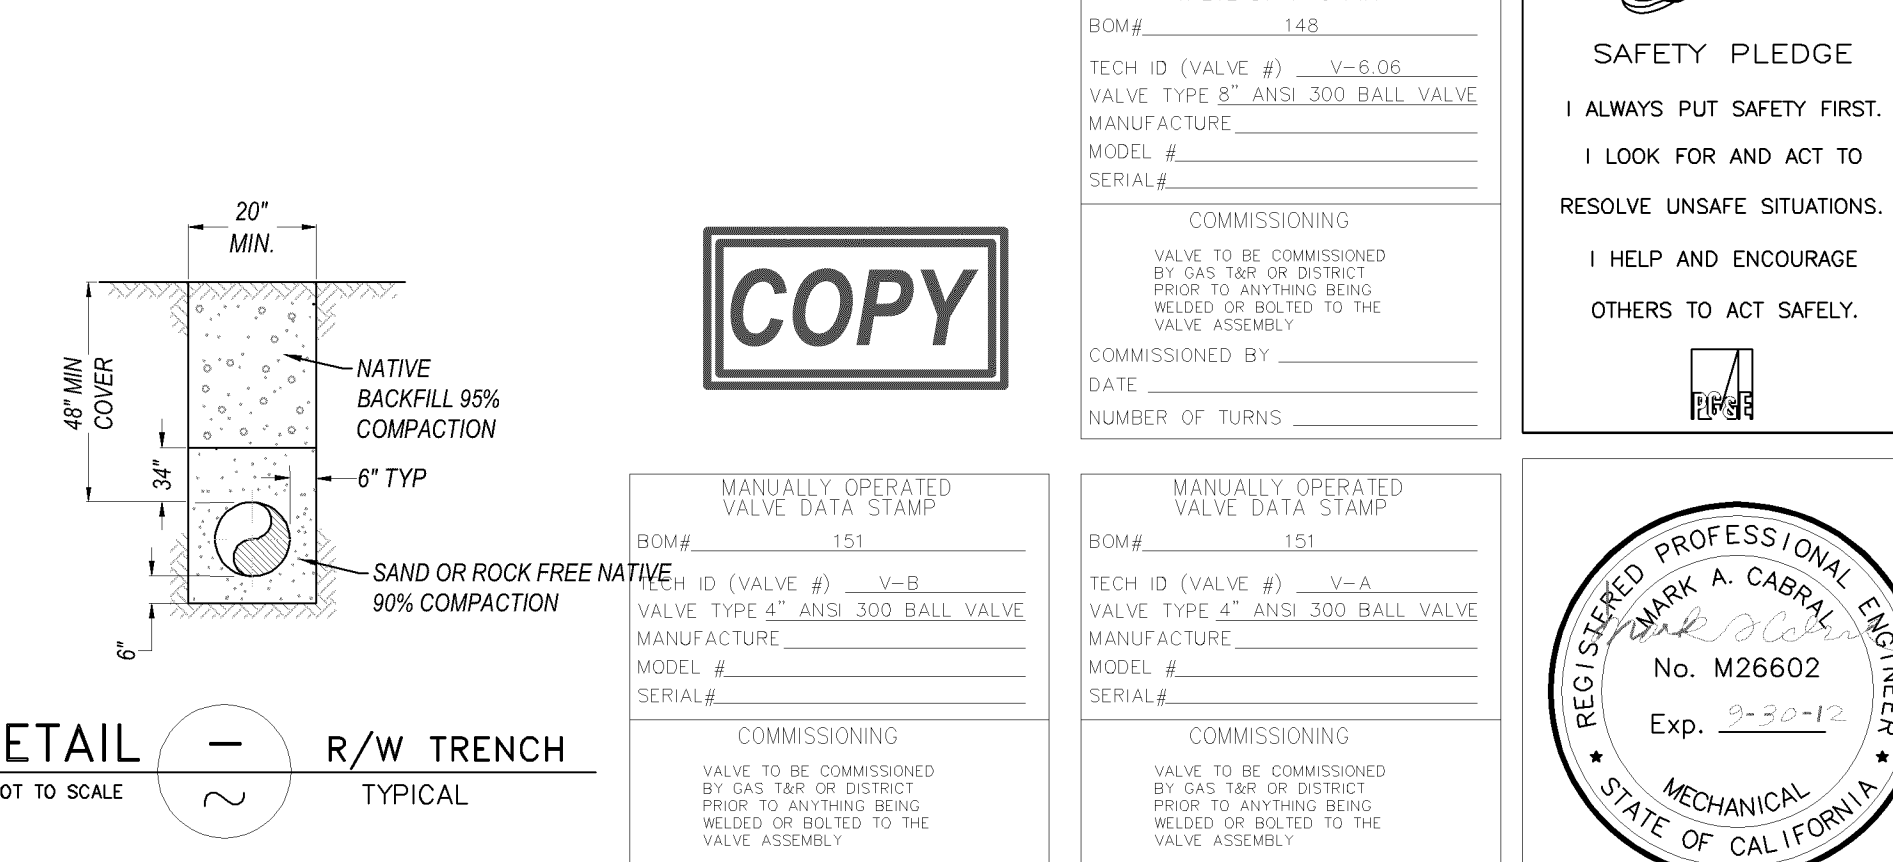 20"
MIN.
48" MIN
COVER
34"
6"
NATIVE
BACKFILL 95%
COMPACTION
6" TYP
SAND OR ROCK FREE NATIVE
90% COMPACTION
ETAIL
OT TO SCALE
–
~
R/W TRENCH
TYPICAL
COPY
BOM# 148
TECH ID (VALVE #) V-6.06
VALVE TYPE 8" ANSI 300 BALL VALVE
MANUFACTURE
MODEL #
SERIAL#
COMMISSIONING
VALVE TO BE COMMISSIONED
BY GAS T&R OR DISTRICT
PRIOR TO ANYTHING BEING
WELDED OR BOLTED TO THE
VALVE ASSEMBLY
COMMISSIONED BY
DATE
NUMBER OF TURNS
MANUALLY OPERATED
VALVE DATA STAMP
BOM# 151
TECH ID (VALVE #) V-B
VALVE TYPE 4" ANSI 300 BALL VALVE
MANUFACTURE
MODEL #
SERIAL#
COMMISSIONING
VALVE TO BE COMMISSIONED
BY GAS T&R OR DISTRICT
PRIOR TO ANYTHING BEING
WELDED OR BOLTED TO THE
VALVE ASSEMBLY
MANUALLY OPERATED
VALVE DATA STAMP
BOM# 151
TECH ID (VALVE #) V-A
VALVE TYPE 4" ANSI 300 BALL VALVE
MANUFACTURE
MODEL #
SERIAL#
COMMISSIONING
VALVE TO BE COMMISSIONED
BY GAS T&R OR DISTRICT
PRIOR TO ANYTHING BEING
WELDED OR BOLTED TO THE
VALVE ASSEMBLY
SAFETY PLEDGE
I ALWAYS PUT SAFETY FIRST.
I LOOK FOR AND ACT TO
RESOLVE UNSAFE SITUATIONS.
I HELP AND ENCOURAGE
OTHERS TO ACT SAFELY.
PG&E
REGISTERED PROFESSIONAL ENGINEER
MARK A. CABRAL
No. M26602
Exp. 9-30-12
MECHANICAL
STATE OF CALIFORNIA